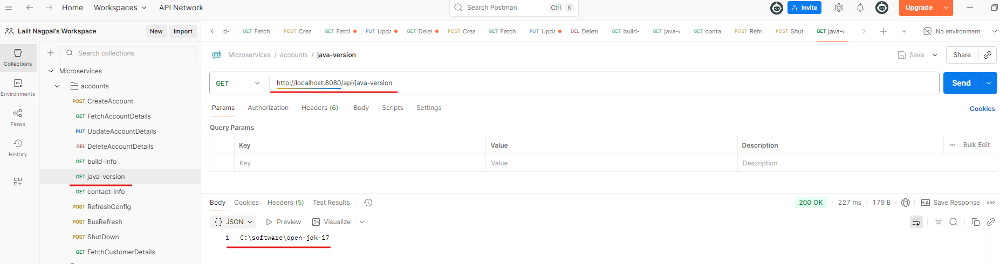 Home Workspaces API Network Search Postman Ctrl K Invite Upgrade
Lalit Nagpal's Workspace New Import
GET Fetch POST Crea GET Fetch PUT Upda GET Delet POST Crea GET Fetch PUT Upda DEL Delete GET build- GET java-v GET conta POST Refr POST Shut GET java-v No environment
Collections
Environments
Flows
History
Search collections
Microservices
accounts
POST CreateAccount
GET FetchAccountDetails
PUT UpdateAccountDetails
DEL DeleteAccountDetails
GET build-info
GET java-version
GET contact-info
POST RefreshConfig
POST BusRefresh
POST ShutDown
GET FetchCustomerDetails
HTTP Microservices / accounts / java-version Save Share
GET http://localhost:8080/api/java-version Send
Params Authorization Headers (6) Body Scripts Settings Cookies
Query Params
Key Value Description Bulk Edit
Key Value Description
Body Cookies Headers (5) Test Results 200 OK 227 ms 179 B e.g. Save Response
{} JSON Preview Visualize
1 C:\software\open-jdk-17